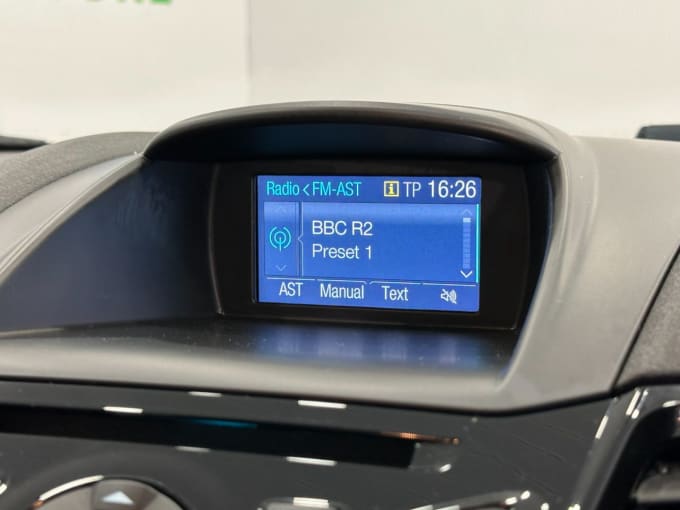 Radio < FM-AST i TP 16:26
BBC R2
Preset 1
AST Manual Text